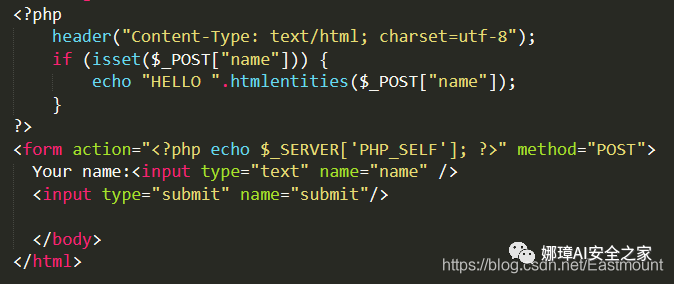 <?php
    header("Content-Type: text/html; charset=utf-8");
    if (isset($_POST["name"])) {
        echo "HELLO ".htmlentities($_POST["name"]);
    }
?>
<form action="<?php echo $_SERVER['PHP_SELF']; ?>" method="POST">
  Your name:<input type="text" name="name" />
  <input type="submit" name="submit"/>
  </body>
</html>
娜璋AI安全之家
https://blog.csdn.net/Eastmount